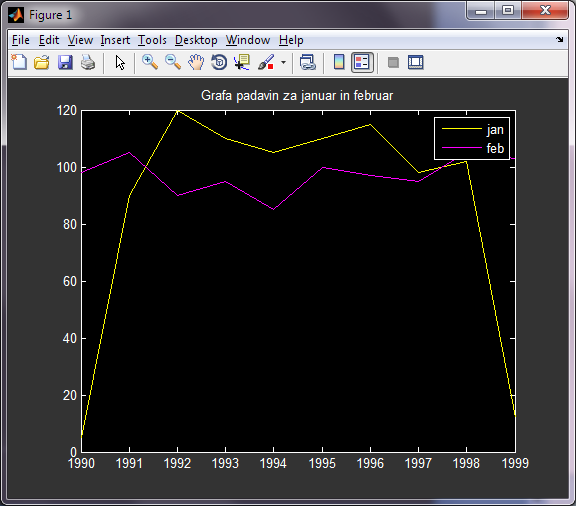 Figure 1
File Edit View Insert Tools Desktop Window Help
Grafa padavin za januar in februar
jan
feb
120
100
80
60
40
20
0
1990 1991 1992 1993 1994 1995 1996 1997 1998 1999